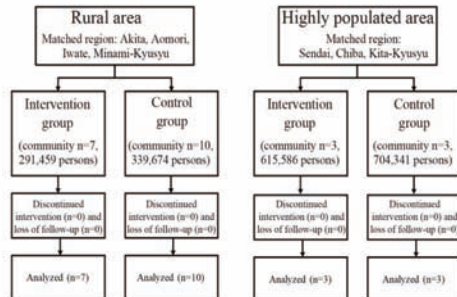 Rural area
Matched region: Akita, Aomori,
Iwate, Minami-Kyusyu
Highly populated area
Matched region:
Sendai, Chiba, Kita-Kyusyu
Intervention
group
(community n=7,
291,459 persons)
Control
group
(community n=10,
339,674 persons)
Intervention
group
(community n=3,
615,586 persons)
Control
group
(community n=3,
704,341 persons)
Discontinued
intervention (n=0) and
loss of follow-up (n=0)
Discontinued
intervention (n=0) and
loss of follow-up (n=0)
Discontinued
intervention (n=0) and
loss of follow-up (n=0)
Discontinued
intervention (n=0) and
loss of follow-up (n=0)
Analyzed (n=7)
Analyzed (n=10)
Analyzed (n=3)
Analyzed (n=3)